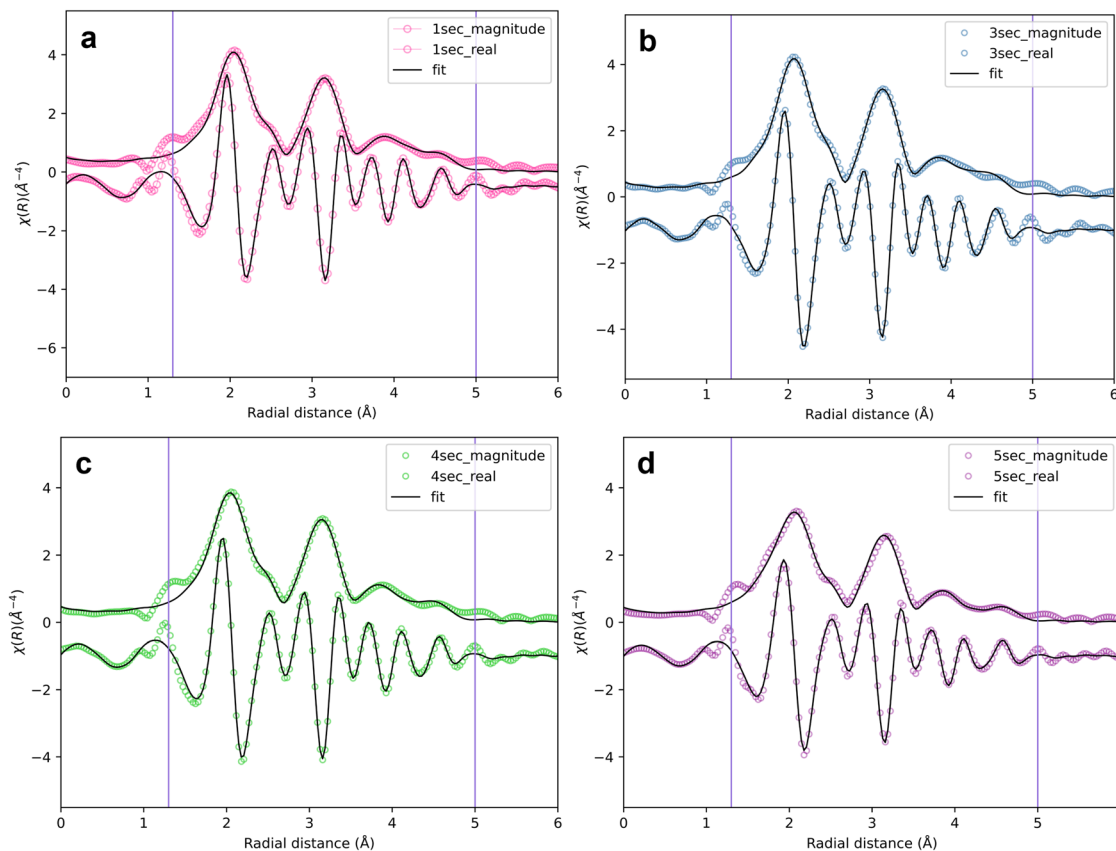 a
1sec_magnitude
1sec_real
fit
χ(R)(Å⁻⁴)
4
2
0
−2
−4
−6
0 1 2 3 4 5 6
Radial distance (Å)
b
3sec_magnitude
3sec_real
fit
χ(R)(Å⁻⁴)
4
2
0
−2
−4
0 1 2 3 4 5 6
Radial distance (Å)
c
4sec_magnitude
4sec_real
fit
χ(R)(Å⁻⁴)
4
2
0
−2
−4
0 1 2 3 4 5 6
Radial distance (Å)
d
5sec_magnitude
5sec_real
fit
χ(R)(Å⁻⁴)
4
2
0
−2
−4
0 1 2 3 4 5 6
Radial distance (Å)